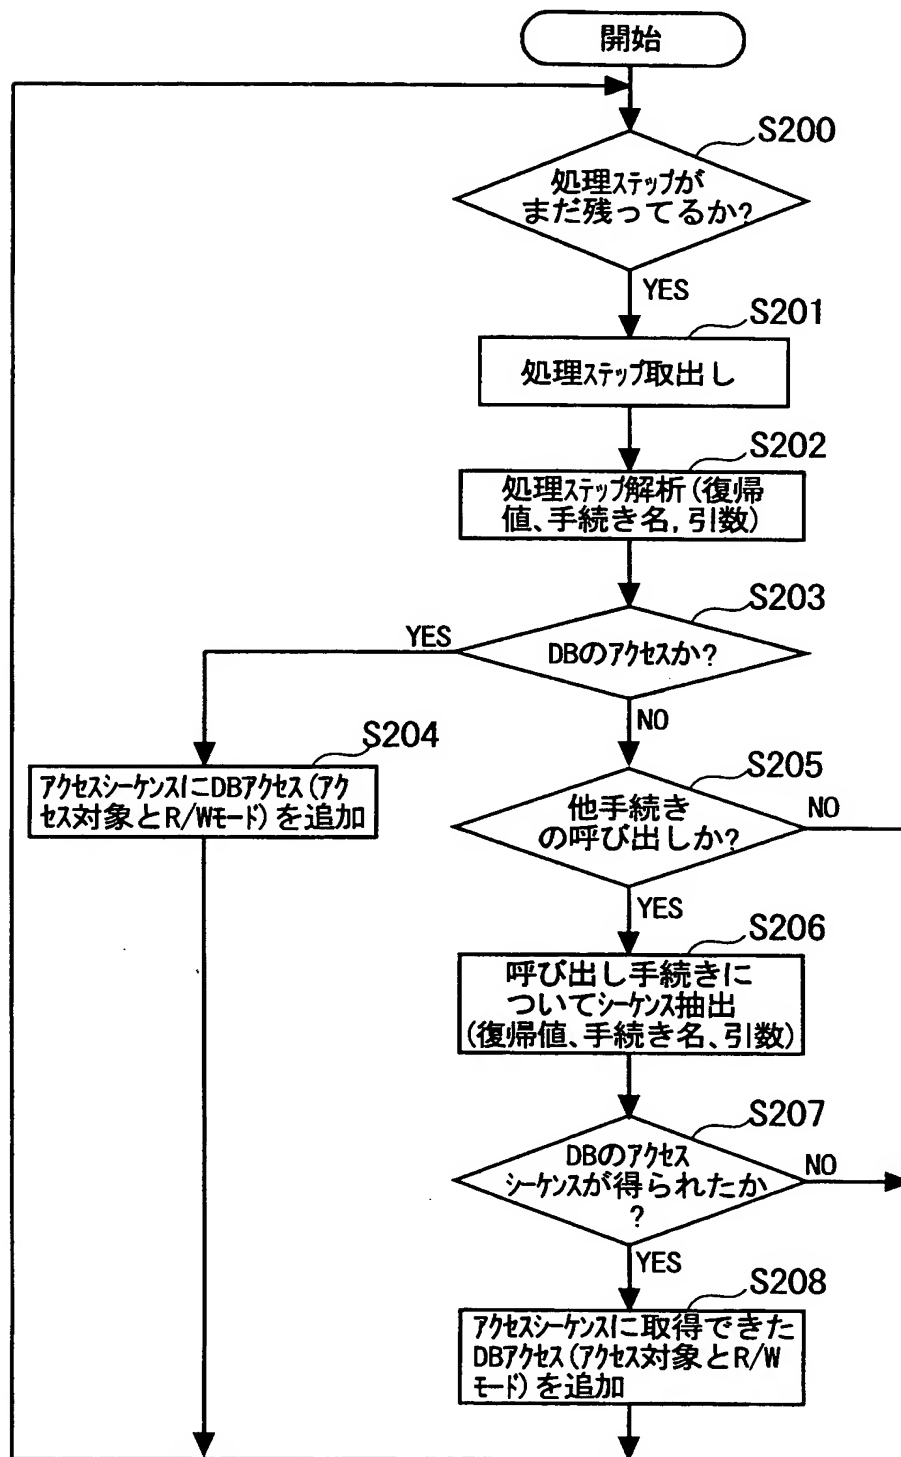 開始
S200
処理ステップが
まだ残ってるか?
YES
S201
処理ステップ取出し
S202
処理ステップ解析(復帰
値、手続き名,引数)
S203
DBのアクセスか?
YES
NO
S204
アクセスシーケンスにDBアクセス(アク
セス対象とR/Wモード)を追加
S205
他手続き
の呼び出しか?
NO
YES
S206
呼び出し手続きに
ついてシーケンス抽出
(復帰値、手続き名、引数)
S207
DBのアクセス
シーケンスが得られたか
?
NO
YES
S208
アクセスシーケンスに取得できた
DBアクセス(アクセス対象とR/W
モード)を追加